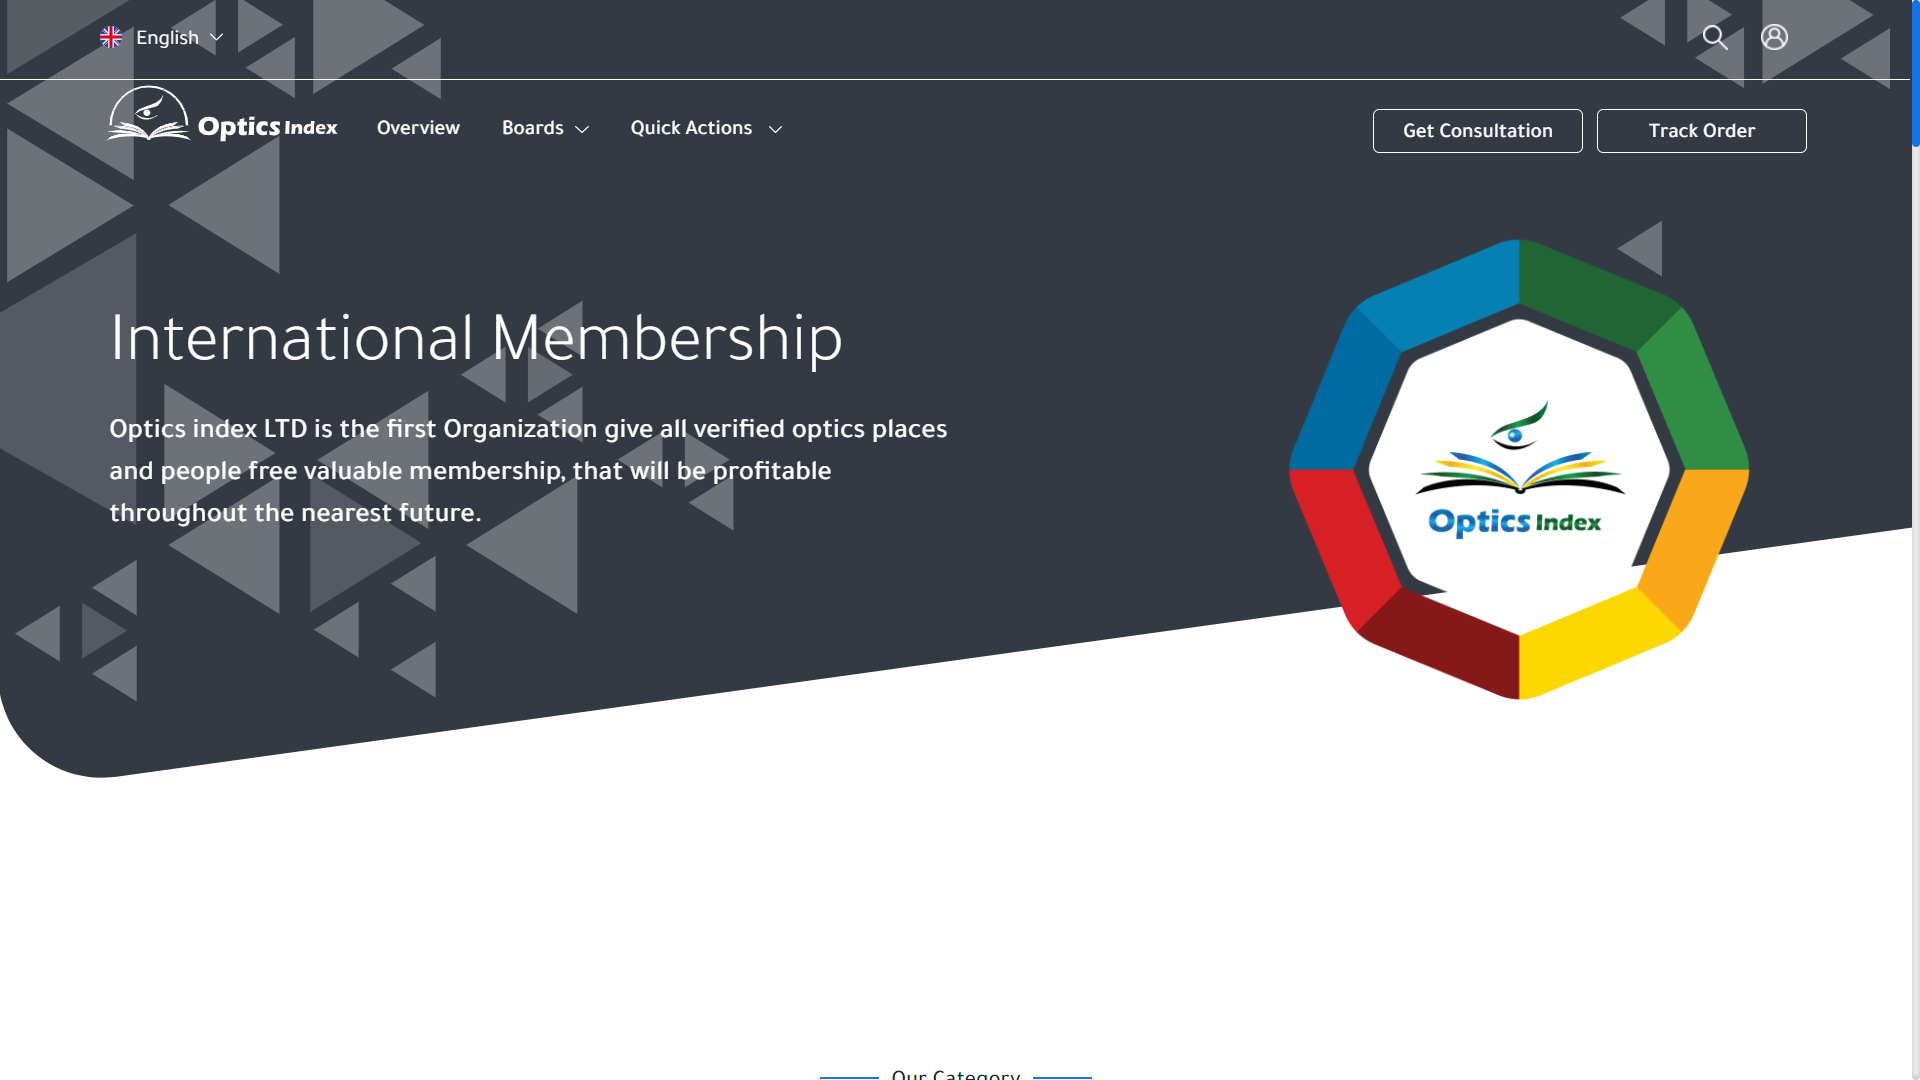 English
Optics Index
Overview
Boards
Quick Actions
Get Consultation
Track Order
International Membership
Optics index LTD is the first Organization give all verified optics places
and people free valuable membership, that will be profitable
throughout the nearest future.
Optics Index
Our Category